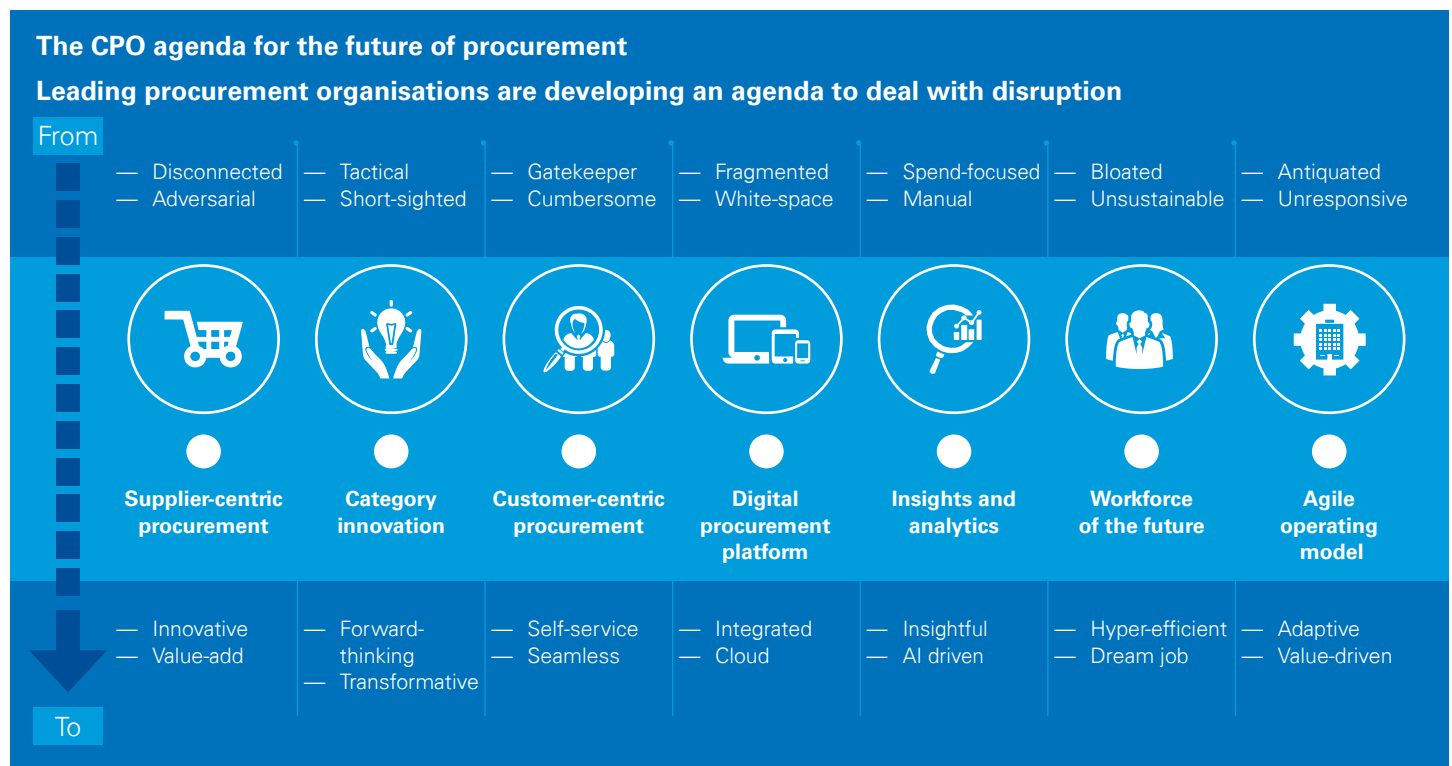 The CPO agenda for the future of procurement
Leading procurement organisations are developing an agenda to deal with disruption
From
— Disconnected
— Adversarial
— Tactical
— Short-sighted
— Gatekeeper
— Cumbersome
— Fragmented
— White-space
— Spend-focused
— Manual
— Bloated
— Unsustainable
— Antiquated
— Unresponsive
Supplier-centric
procurement
Category
innovation
Customer-centric
procurement
Digital
procurement
platform
Insights and
analytics
Workforce
of the future
Agile
operating
model
— Innovative
— Value-add
— Forward-
thinking
— Transformative
— Self-service
— Seamless
— Integrated
— Cloud
— Insightful
— AI driven
— Hyper-efficient
— Dream job
— Adaptive
— Value-driven
To